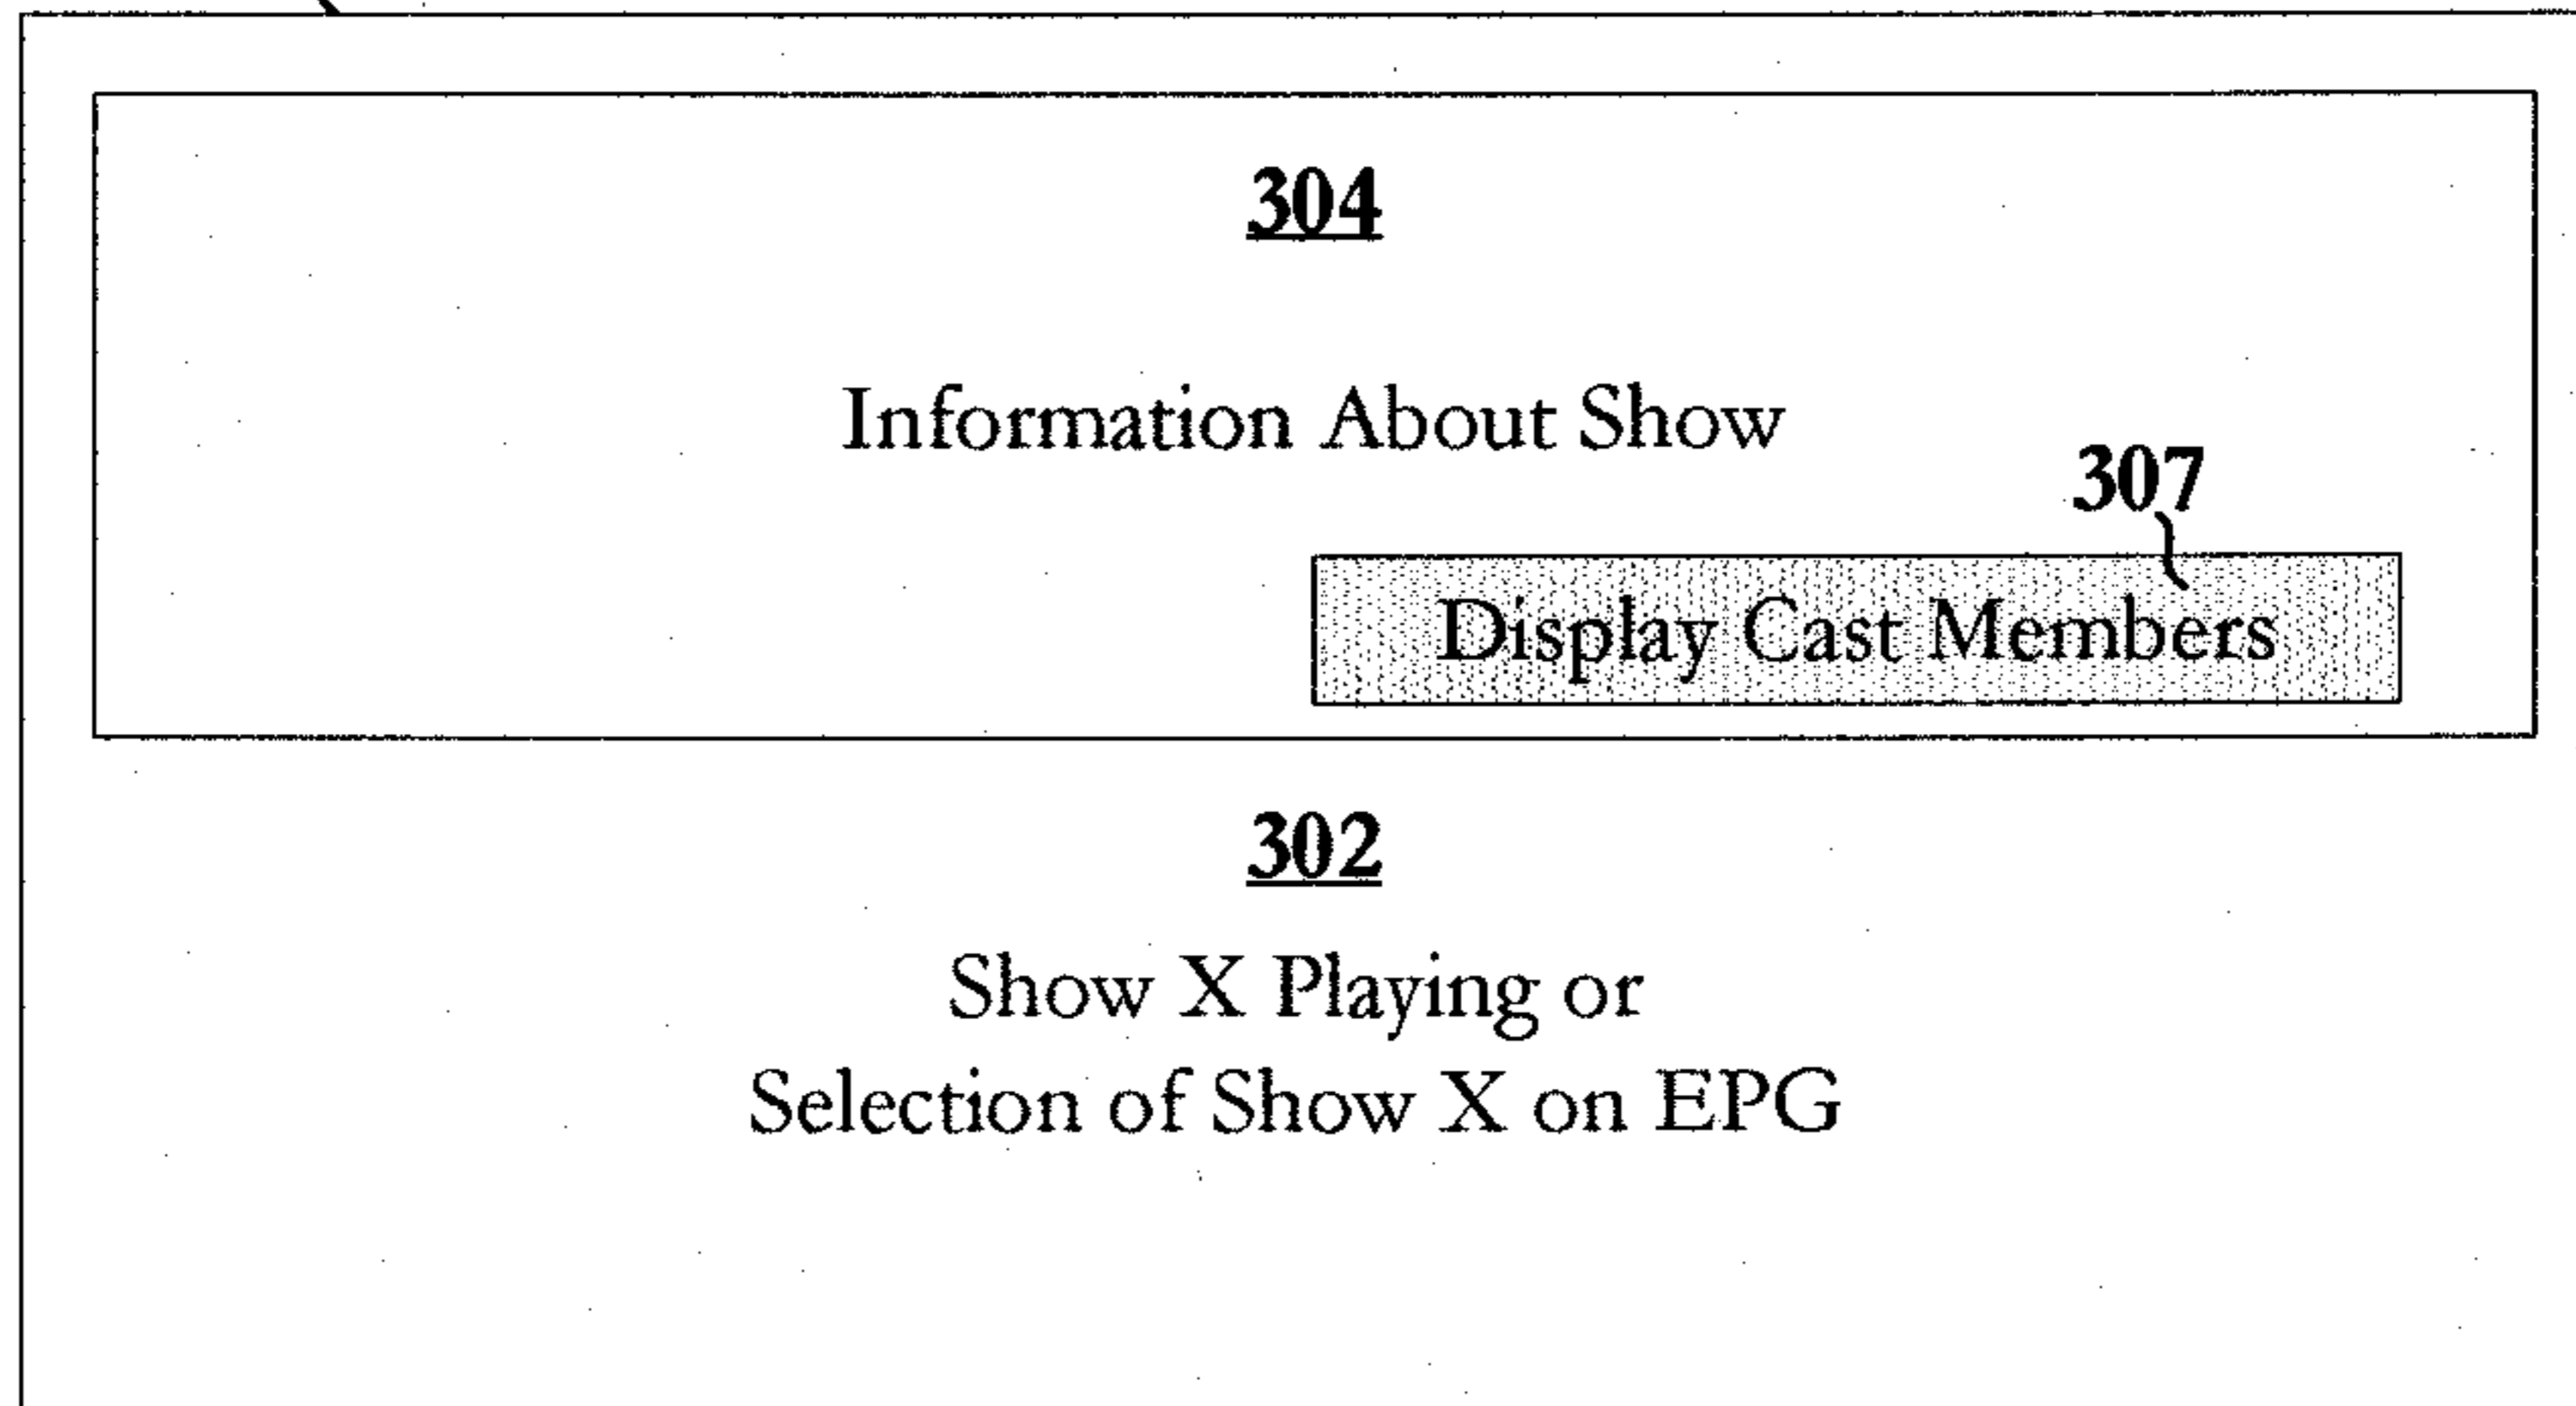 304
Information About Show
307
Display Cast Members
302
Show X Playing or
Selection of Show X on EPG